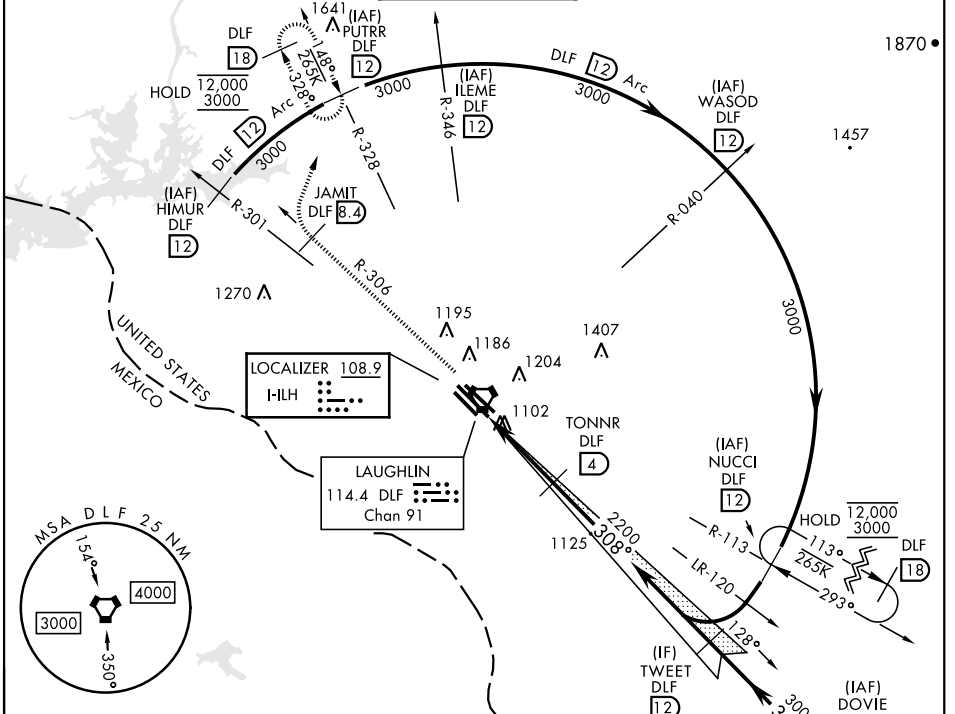 1641
(IAF)
PUTRR
DLF
12
DLF
18
HOLD
12,000
3000
148°
265K
328°
3000
DLF 12 Arc
3000
(IAF)
ILEME
DLF
12
R-346
R-328
DLF 12 Arc
3000
1870
(IAF)
WASOD
DLF
12
1457
R-040
(IAF)
HIMUR
DLF
12
R-301
JAMIT
DLF 8.4
R-306
1270
1195
1186
1204
1407
1102
3000
UNITED STATES
MEXICO
LOCALIZER 108.9
I-ILH
LAUGHLIN
114.4 DLF
Chan 91
TONNR
DLF
4
(IAF)
NUCCI
DLF
12
HOLD
12,000
3000
DLF
18
R-113
113°
265K
293°
LR-120
2200
308°
1125
128°
(IF)
TWEET
DLF
12
(IAF)
DOVIE
MSA DLF 25 NM
154°
4000
3000
350°